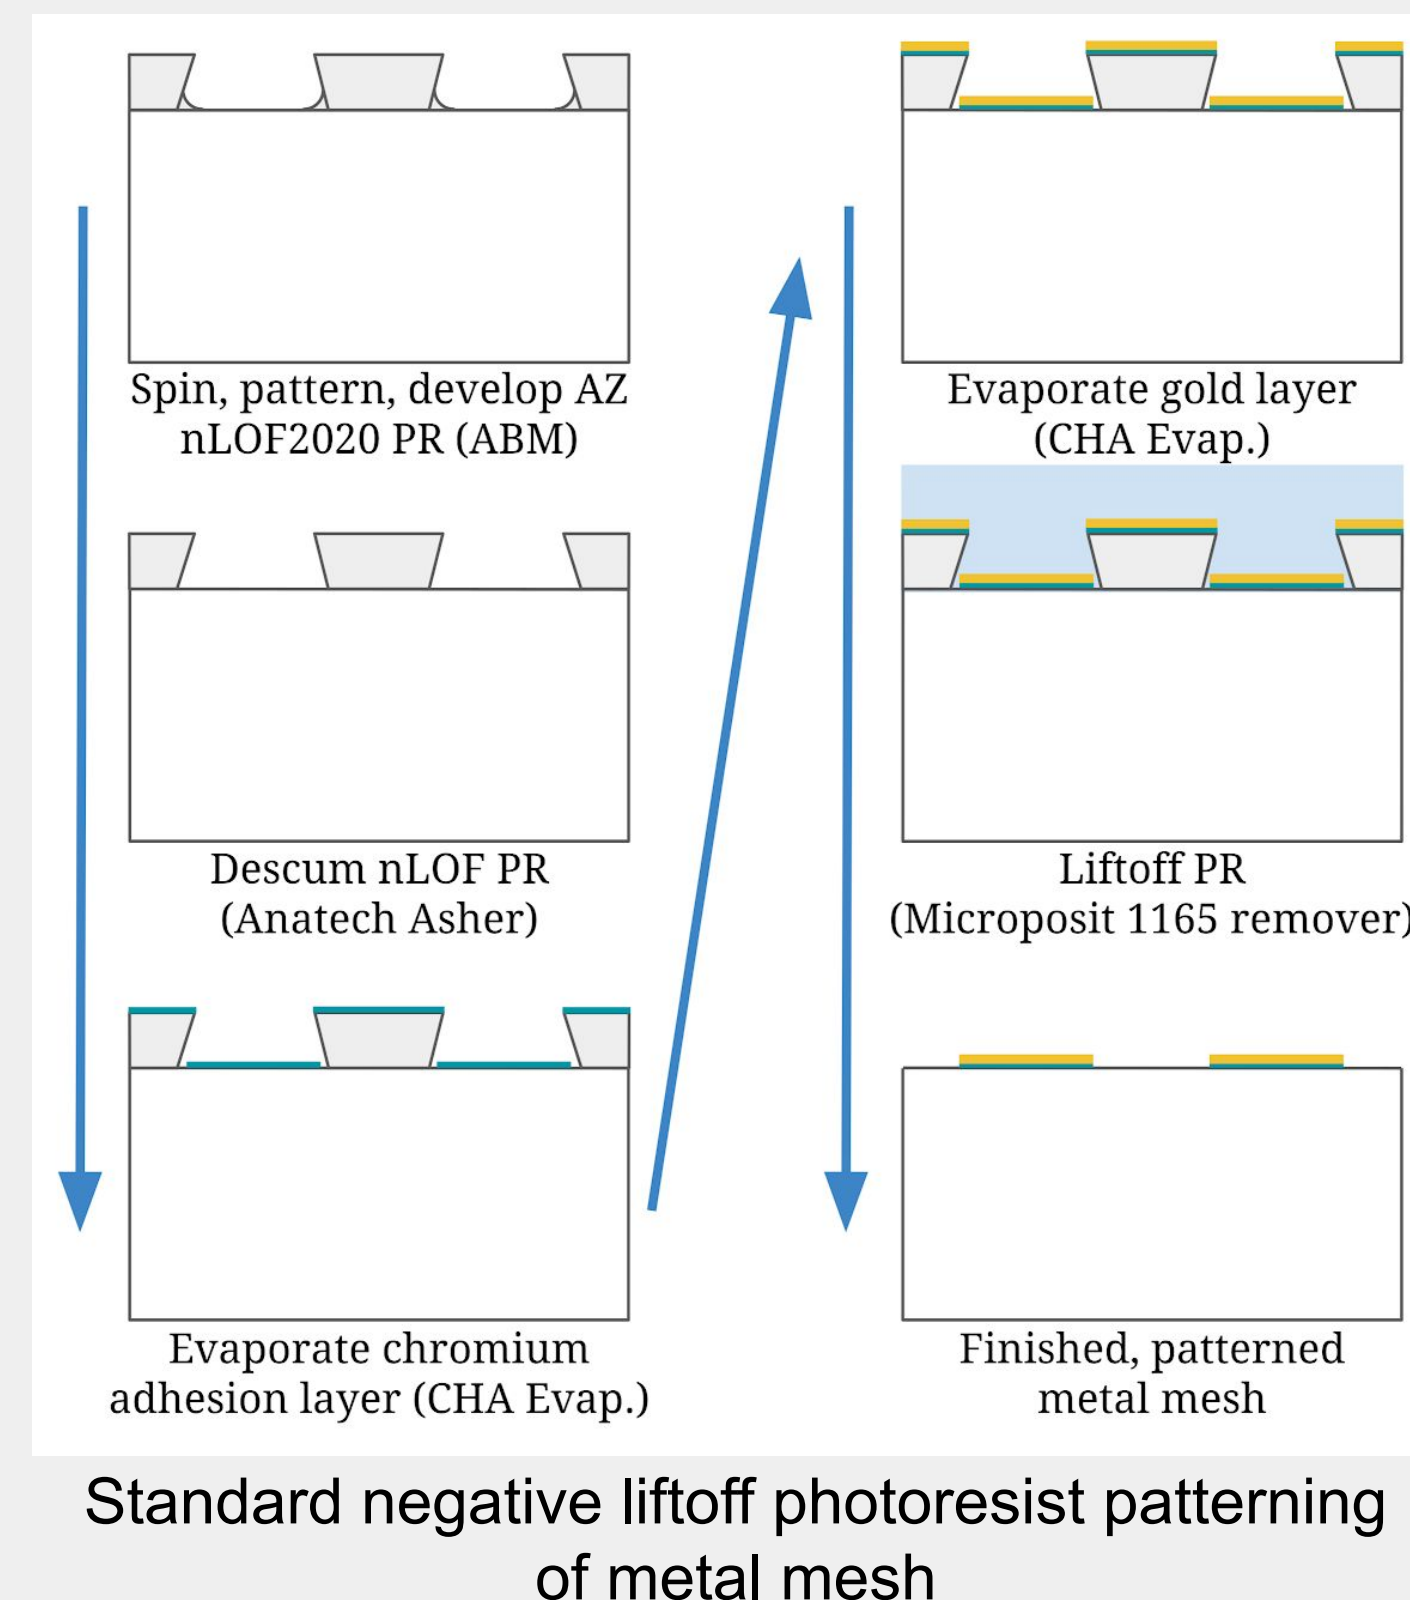 Spin, pattern, develop AZ
nLOF2020 PR (ABM)
Descum nLOF PR
(Anatech Asher)
Evaporate chromium
adhesion layer (CHA Evap.)
Evaporate gold layer
(CHA Evap.)
Liftoff PR
(Microposit 1165 remover)
Finished, patterned
metal mesh
Standard negative liftoff photoresist patterning
of metal mesh